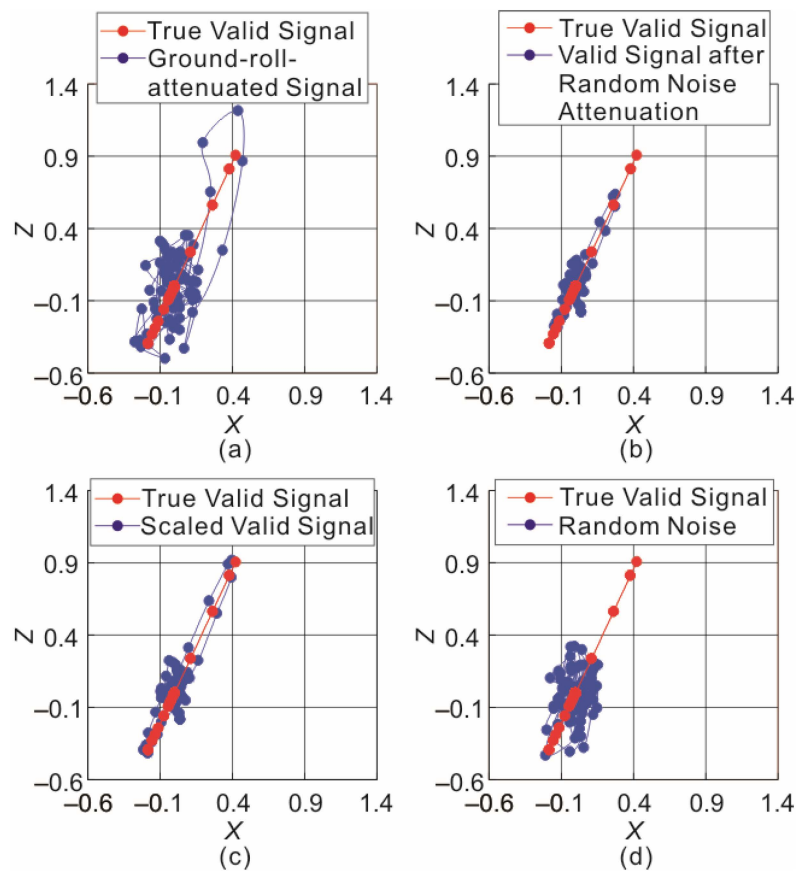 True Valid Signal
Ground-roll-
attenuated Signal
1.4
0.9
0.4
−0.1
−0.6
Z
−0.6
−0.1
0.4
0.9
1.4
X
(a)
True Valid Signal
Valid Signal after
Random Noise
Attenuation
1.4
0.9
0.4
−0.1
−0.6
Z
−0.6
−0.1
0.4
0.9
1.4
X
(b)
True Valid Signal
Scaled Valid Signal
1.4
0.9
0.4
−0.1
−0.6
Z
−0.6
−0.1
0.4
0.9
1.4
X
(c)
True Valid Signal
Random Noise
1.4
0.9
0.4
−0.1
−0.6
Z
−0.6
−0.1
0.4
0.9
1.4
X
(d)